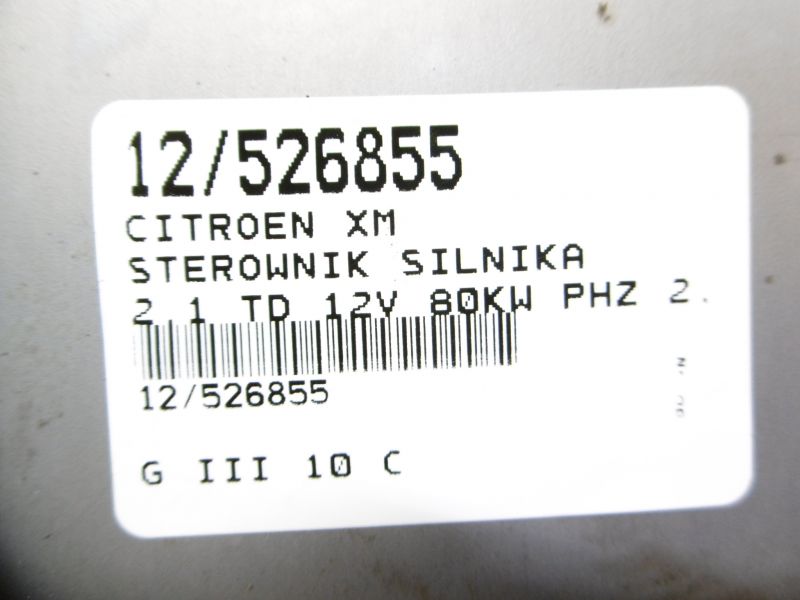 12/526855
CITROEN XM
STEROWNIK SILNIKA
2.1 TD 12V 80KW PHZ 2.
12/526855
G III 10 C